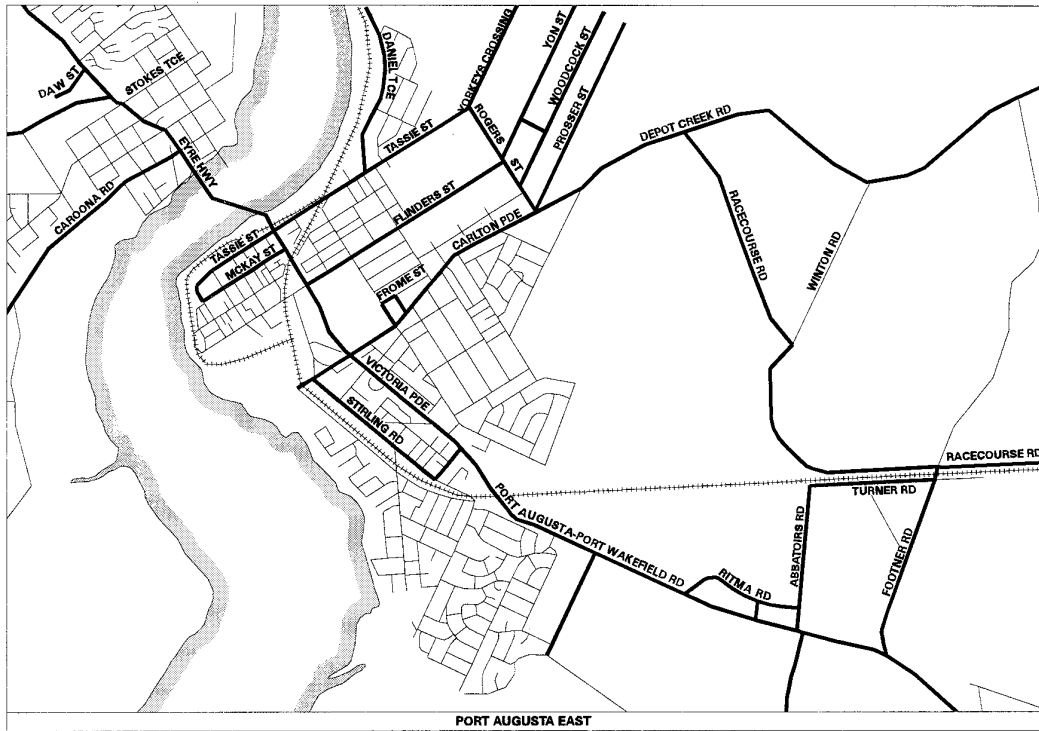 DAW ST
STOKES TCE
EYRE HWY
CAROONA RD
DANIEL TCE
YORKEYS CROSSING
YON ST
WOODCOCK ST
PROSSER ST
ROGERS ST
TASSIE ST
FLINDERS ST
CARLTON PDE
DEPOT CREEK RD
RACECOURSE RD
WINTON RD
TASSIE ST
MCKAY ST
FROME ST
VICTORIA PDE
STIRLING RD
PORT AUGUSTA-PORT WAKEFIELD RD
RACECOURSE RD
TURNER RD
ABBATOIRS RD
RITMA RD
FOOTNER RD
PORT AUGUSTA EAST